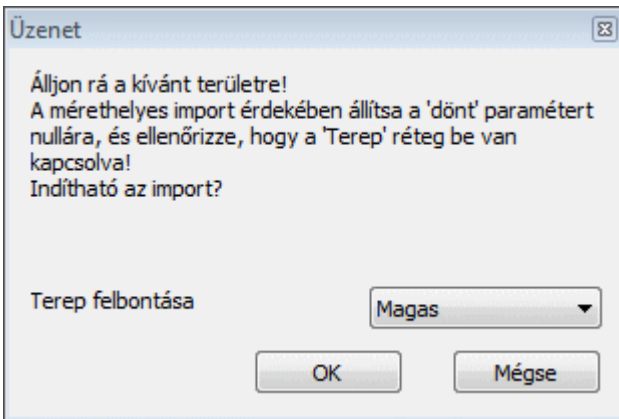 Üzenet
Álljon rá a kívánt területre!
A mérethelyes import érdekében állítsa a 'dönt' paramétert
nullára, és ellenőrizze, hogy a 'Terep' réteg be van
kapcsolva!
Indítható az import?
Terep felbontása
Magas
OK
Mégse